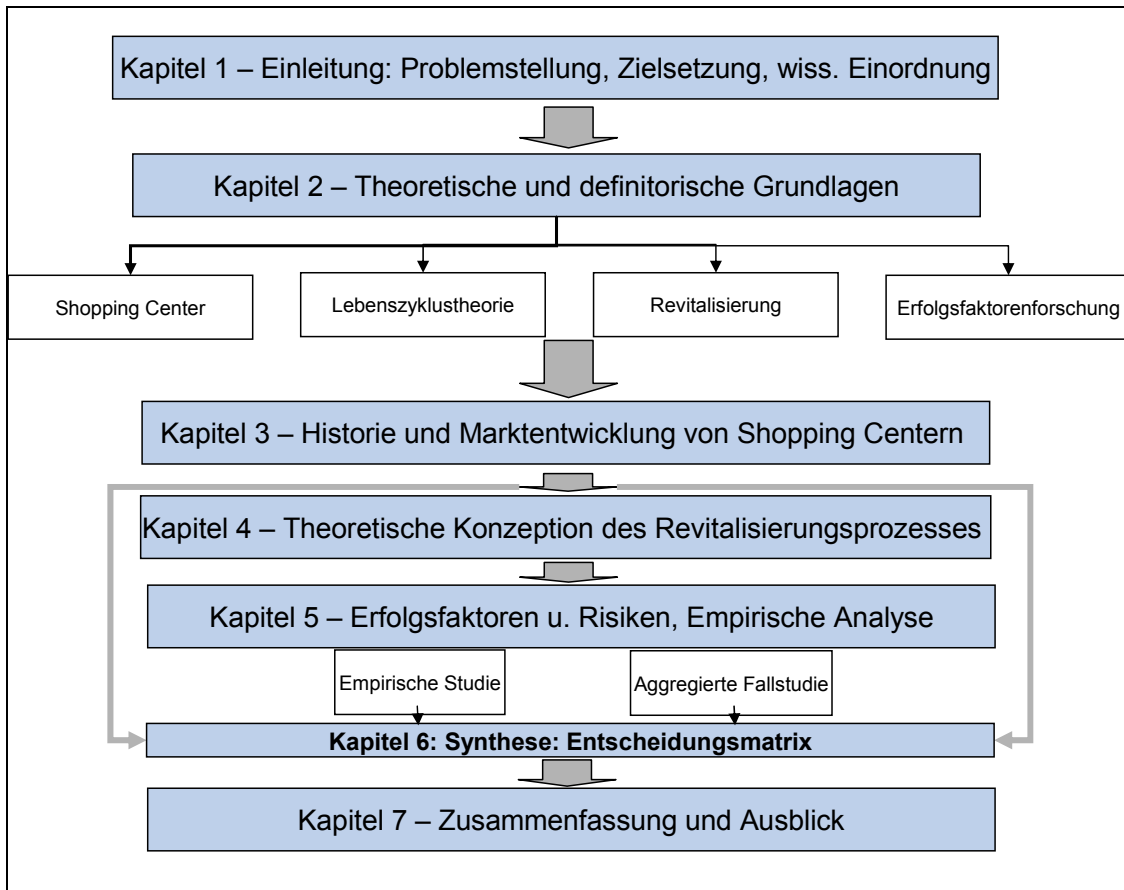 Kapitel 1 – Einleitung: Problemstellung, Zielsetzung, wiss. Einordnung
Kapitel 2 – Theoretische und definitorische Grundlagen
Shopping Center
Lebenszyklustheorie
Revitalisierung
Erfolgsfaktorenforschung
Kapitel 3 – Historie und Marktentwicklung von Shopping Centern
Kapitel 4 – Theoretische Konzeption des Revitalisierungsprozesses
Kapitel 5 – Erfolgsfaktoren u. Risiken, Empirische Analyse
Empirische Studie
Aggregierte Fallstudie
Kapitel 6: Synthese: Entscheidungsmatrix
Kapitel 7 – Zusammenfassung und Ausblick